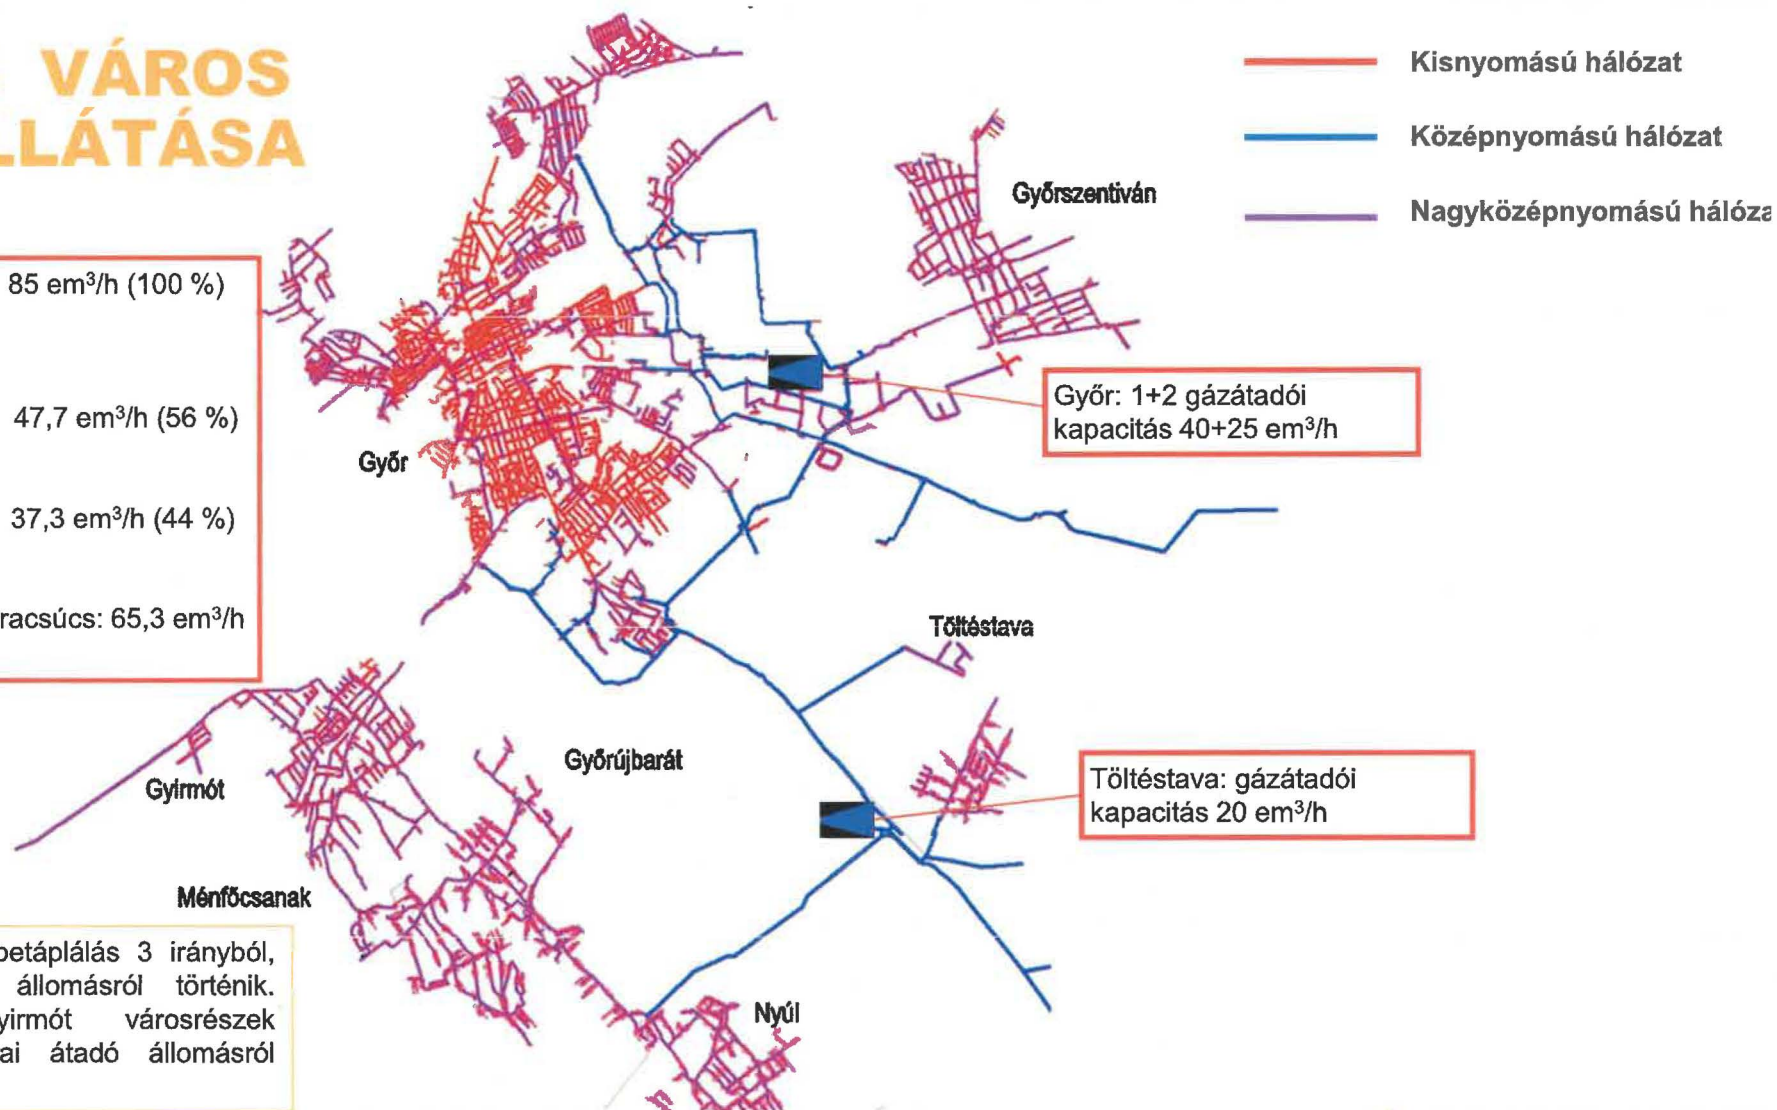 VÁROS
LLÁTÁSA
Kisnyomású hálózat
Középnyomású hálózat
Nagyközépnyomású hálóza
Győrszentiván
85 em³/h (100 %)
47,7 em³/h (56 %)
37,3 em³/h (44 %)
racsúcs: 65,3 em³/h
Győr
Győr: 1+2 gázátadói
kapacitás 40+25 em³/h
Töltéstava
Győrújbarát
Gyirmót
Töltéstava: gázátadói
kapacitás 20 em³/h
Ménfőcsanak
betáplálás 3 irányból,
állomásról történik.
yirmót városrészek
ai átadó állomásról
Nyúl